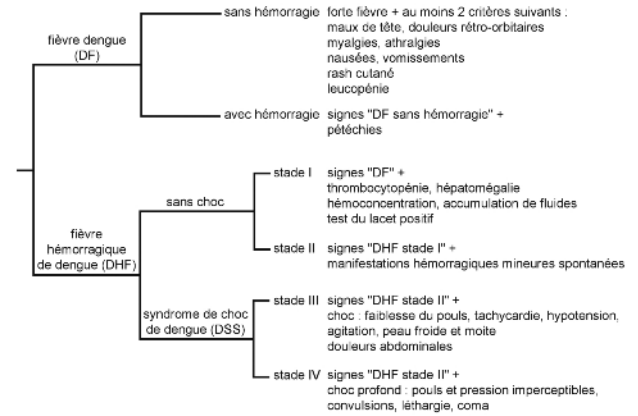 sans hémorragie forte fièvre + au moins 2 critères suivants :
maux de tête, douleurs rétro-orbitaires
myalgies, athralgies
nausées, vomissements
rash cutané
leucopénie
fièvre dengue
(DF)
avec hémorragie signes "DF sans hémorragie" +
pétéchies
stade I signes "DF" +
thrombocytopénie, hépatomégalie
hémoconcentration, accumulation de fluides
test du lacet positif
sans choc
stade II signes "DHF stade I" +
manifestations hémorragiques mineures spontanées
fièvre
hémorragique
de dengue (DHF)
stade III signes "DHF stade II" +
choc : faiblesse du pouls, tachycardie, hypotension,
agitation, peau froide et moite
douleurs abdominales
syndrome de choc
de dengue (DSS)
stade IV signes "DHF stade II" +
choc profond : pouls et pression imperceptibles,
convulsions, léthargie, coma